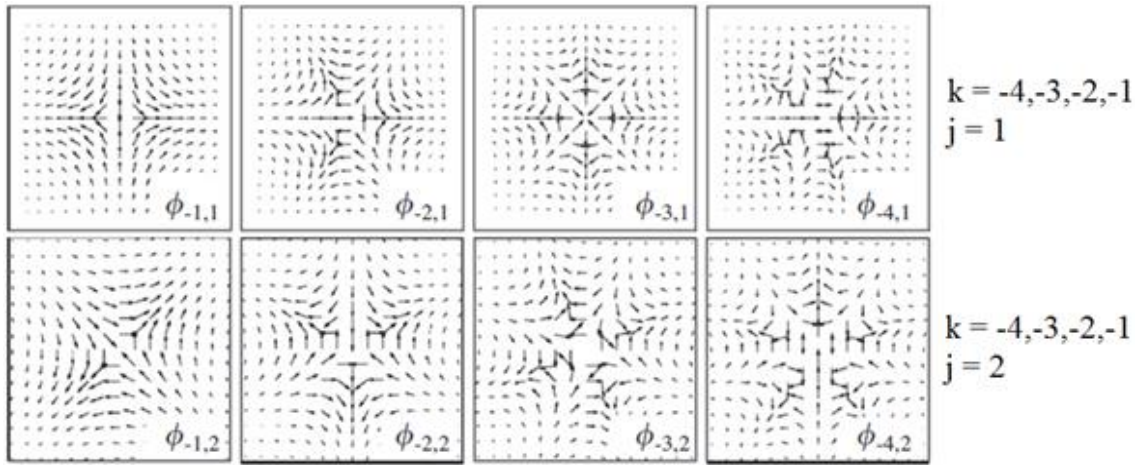 ϕ-1,1
ϕ-2,1
ϕ-3,1
ϕ-4,1
k = -4,-3,-2,-1
j = 1
ϕ-1,2
ϕ-2,2
ϕ-3,2
ϕ-4,2
k = -4,-3,-2,-1
j = 2